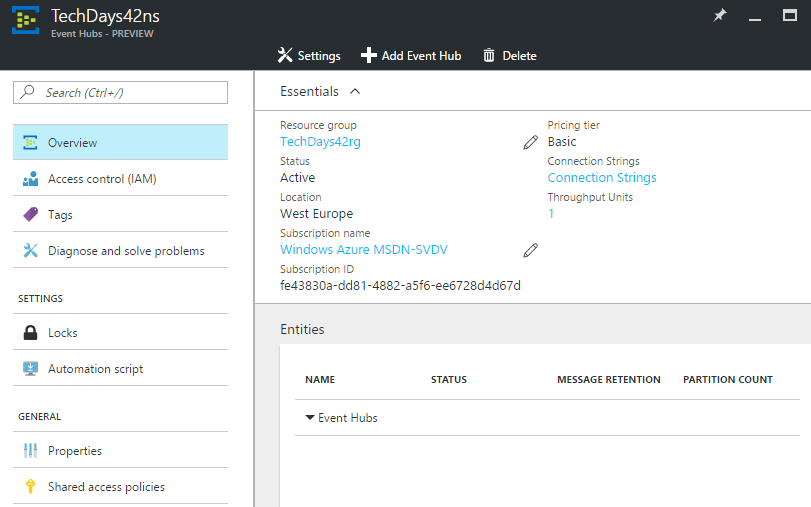 TechDays42ns
Event Hubs - PREVIEW
Settings
Add Event Hub
Delete
Search (Ctrl+/)
Overview
Access control (IAM)
Tags
Diagnose and solve problems
SETTINGS
Locks
Automation script
GENERAL
Properties
Shared access policies
Essentials
Resource group
TechDays42rg
Status
Active
Location
West Europe
Subscription name
Windows Azure MSDN-SVDV
Subscription ID
fe43830a-dd81-4882-a5f6-ee6728d4d67d
Pricing tier
Basic
Connection Strings
Connection Strings
Throughput Units
1
Entities
NAME STATUS MESSAGE RETENTION PARTITION COUNT
Event Hubs